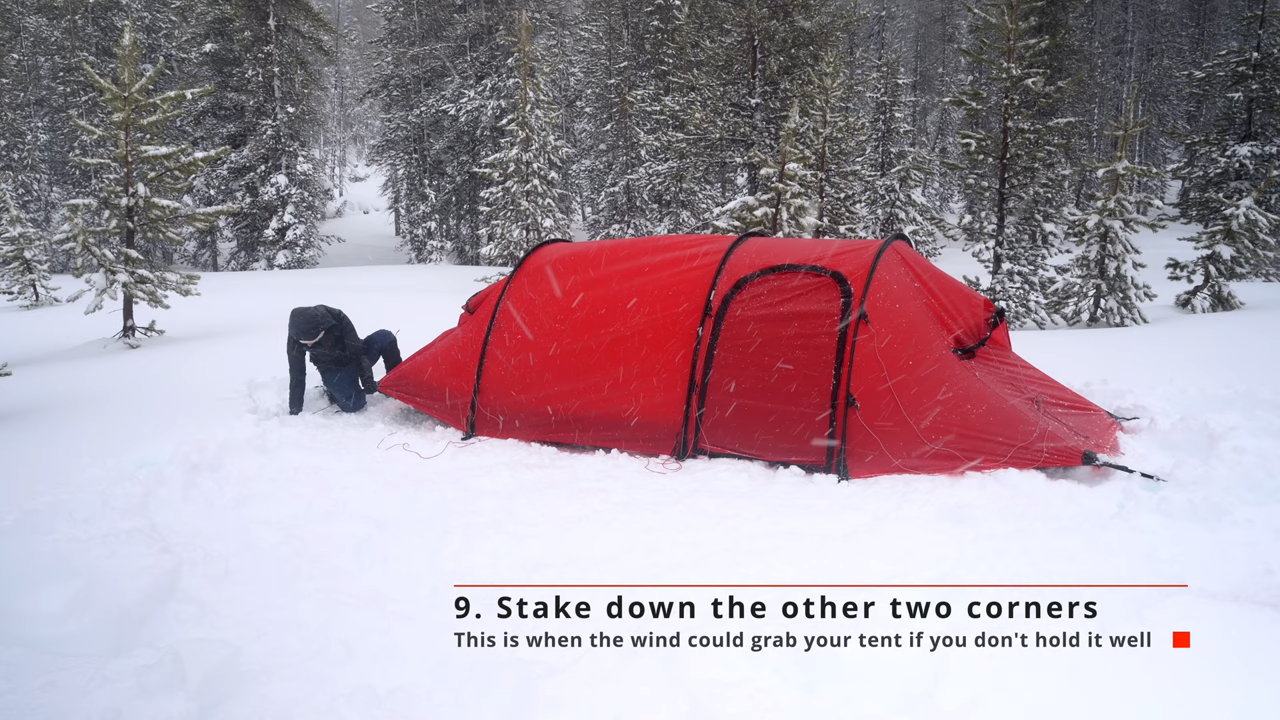 9. Stake down the other two corners
This is when the wind could grab your tent if you don't hold it well